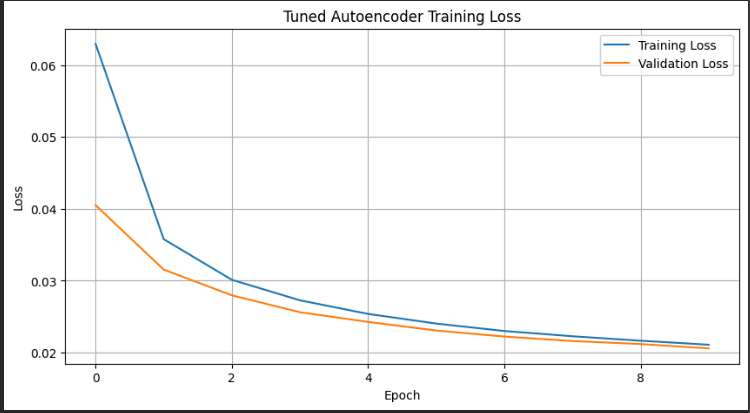 Tuned Autoencoder Training Loss
Training Loss
Validation Loss
0.06
0.05
0.04
0.03
0.02
Loss
0 2 4 6 8
Epoch